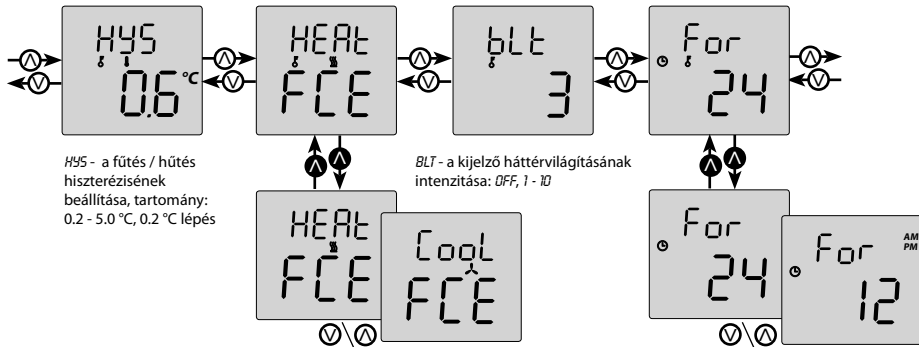 HYS
0.6 °C
HEAt
FCE
bLt
3
For
24
HYS - a fűtés / hűtés
hiszterézisének
beállítása, tartomány:
0.2 - 5.0 °C, 0.2 °C lépés
BLT - a kijelző háttérvilágításának
intenzitása: OFF, 1 - 10
HEAt
FCE
CooL
FCE
For
24
For
AM
PM
12